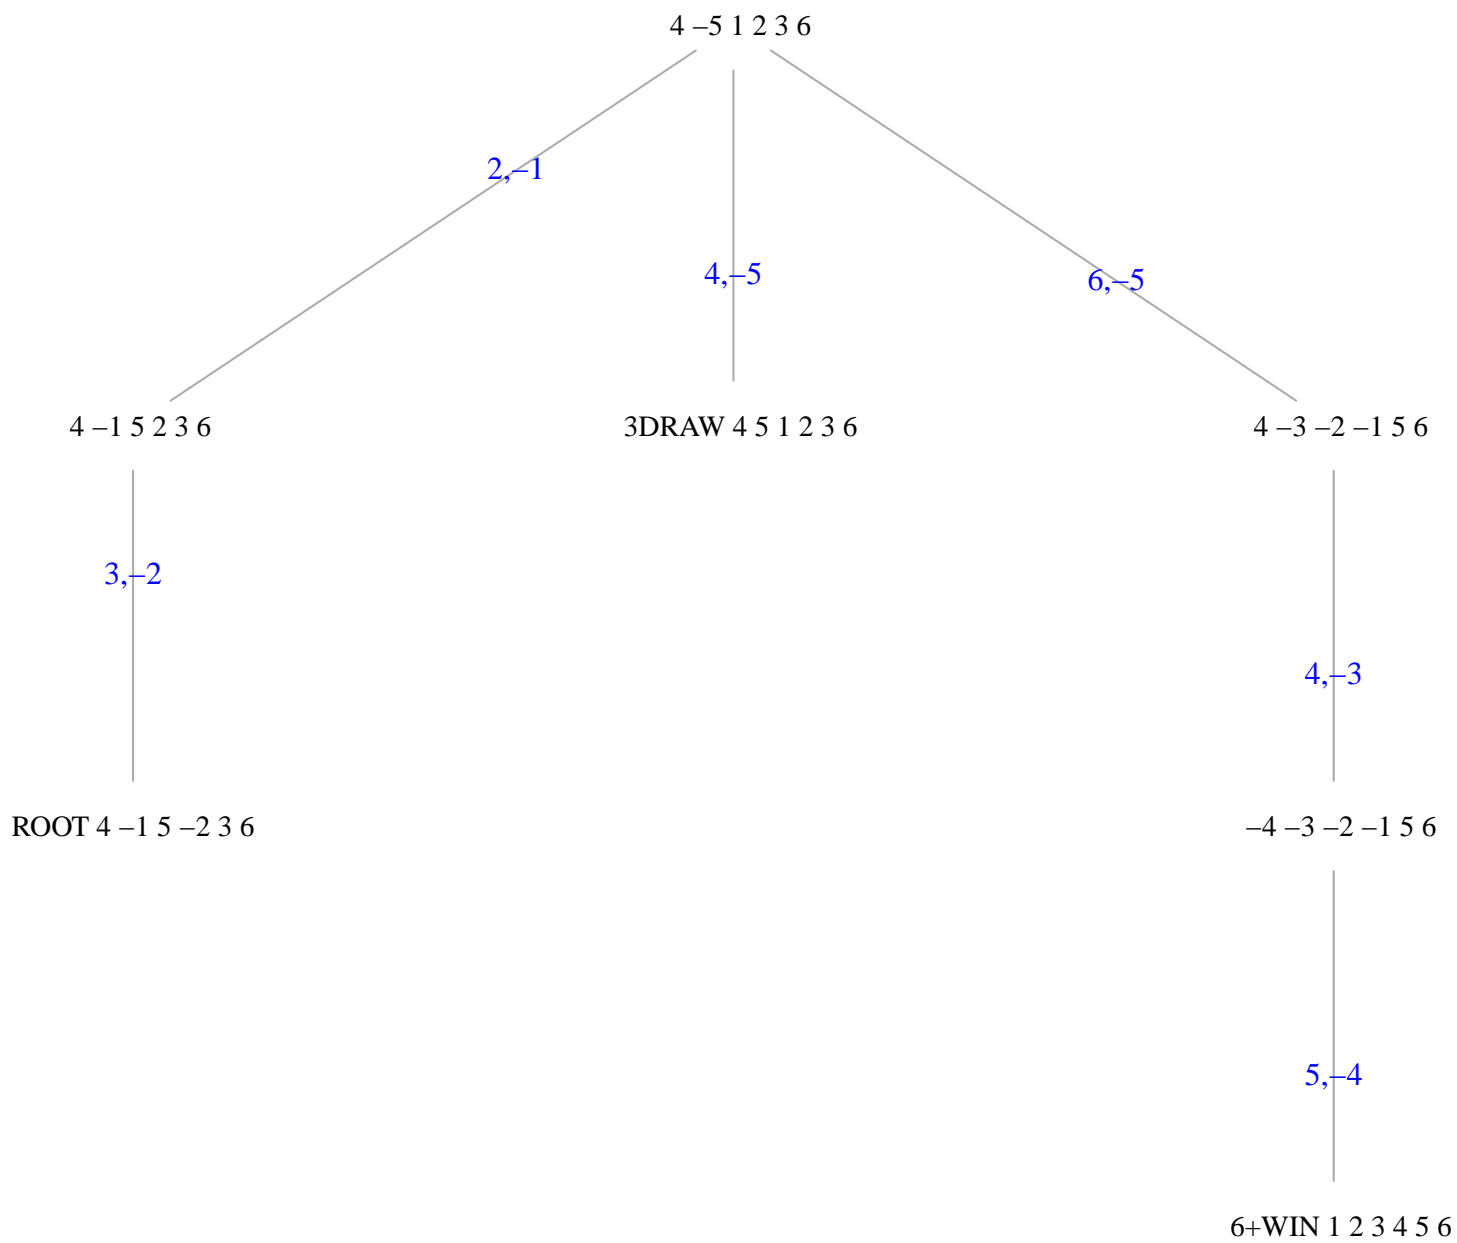 4 –5 1 2 3 6
2,–1
4,–5
6,–5
4 –1 5 2 3 6
3DRAW 4 5 1 2 3 6
4 –3 –2 –1 5 6
3,–2
4,–3
ROOT 4 –1 5 –2 3 6
–4 –3 –2 –1 5 6
5,–4
6+WIN 1 2 3 4 5 6